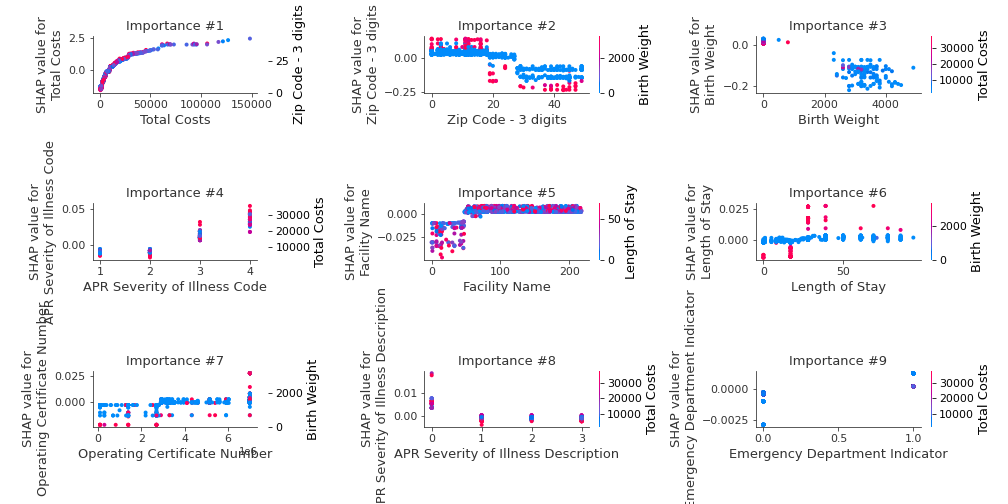 Importance #1
SHAP value for
Total Costs
2.5
0.0
0
50000
100000
150000
Total Costs
25
0
Zip Code - 3 digits
Importance #2
SHAP value for
Zip Code - 3 digits
0.00
−0.25
0
20
40
Zip Code - 3 digits
2000
0
Birth Weight
Importance #3
SHAP value for
Birth Weight
0.0
−0.2
0
2000
4000
Birth Weight
30000
20000
10000
Total Costs
Importance #4
SHAP value for
APR Severity of Illness Code
0.05
0.00
1
2
3
4
APR Severity of Illness Code
30000
20000
10000
Total Costs
Importance #5
SHAP value for
Facility Name
0.000
−0.025
0
100
200
Facility Name
50
0
Length of Stay
Importance #6
SHAP value for
Length of Stay
0.025
0.000
0
50
Length of Stay
2000
0
Birth Weight
Importance #7
SHAP value for
Operating Certificate Number
0.025
0.000
0
2
4
6
1e6
Operating Certificate Number
2000
0
Birth Weight
Importance #8
SHAP value for
PR Severity of Illness Description
0.01
0.00
0
1
2
3
APR Severity of Illness Description
30000
20000
10000
Total Costs
Importance #9
SHAP value for
Emergency Department Indicator
0.0000
−0.0025
0.0
0.5
1.0
Emergency Department Indicator
30000
20000
10000
Total Costs